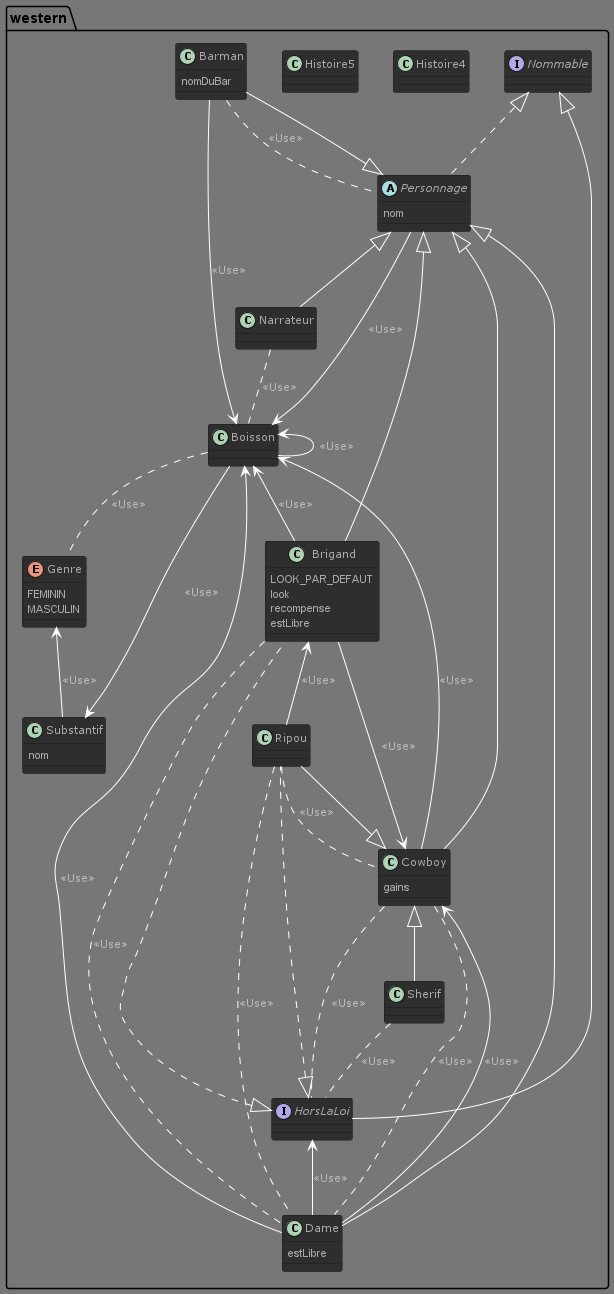 western
C Barman
nomDuBar
C Histoire5
C Histoire4
I Nommable
«Use»
A Personnage
nom
«Use»
C Narrateur
«Use»
«Use»
C Boisson
«Use»
«Use»
«Use»
C Brigand
LOOK_PAR_DEFAUT
look
recompense
estLibre
E Genre
FEMININ
MASCULIN
«Use»
«Use»
«Use»
«Use»
C Substantif
nom
C Ripou
«Use»
«Use»
C Cowboy
gains
«Use»
«Use»
C Sherif
«Use»
«Use»
«Use»
«Use»
«Use»
I HorsLaLoi
«Use»
C Dame
estLibre